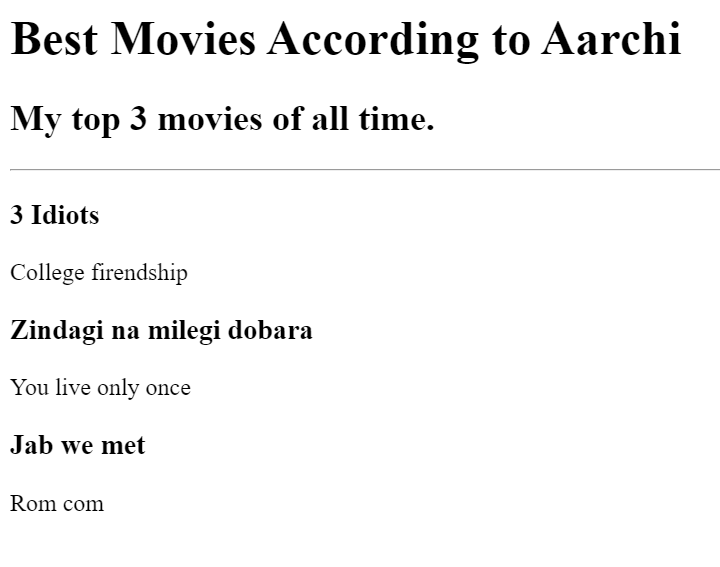 Best Movies According to Aarchi
My top 3 movies of all time.
3 Idiots
College firendship
Zindagi na milegi dobara
You live only once
Jab we met
Rom com